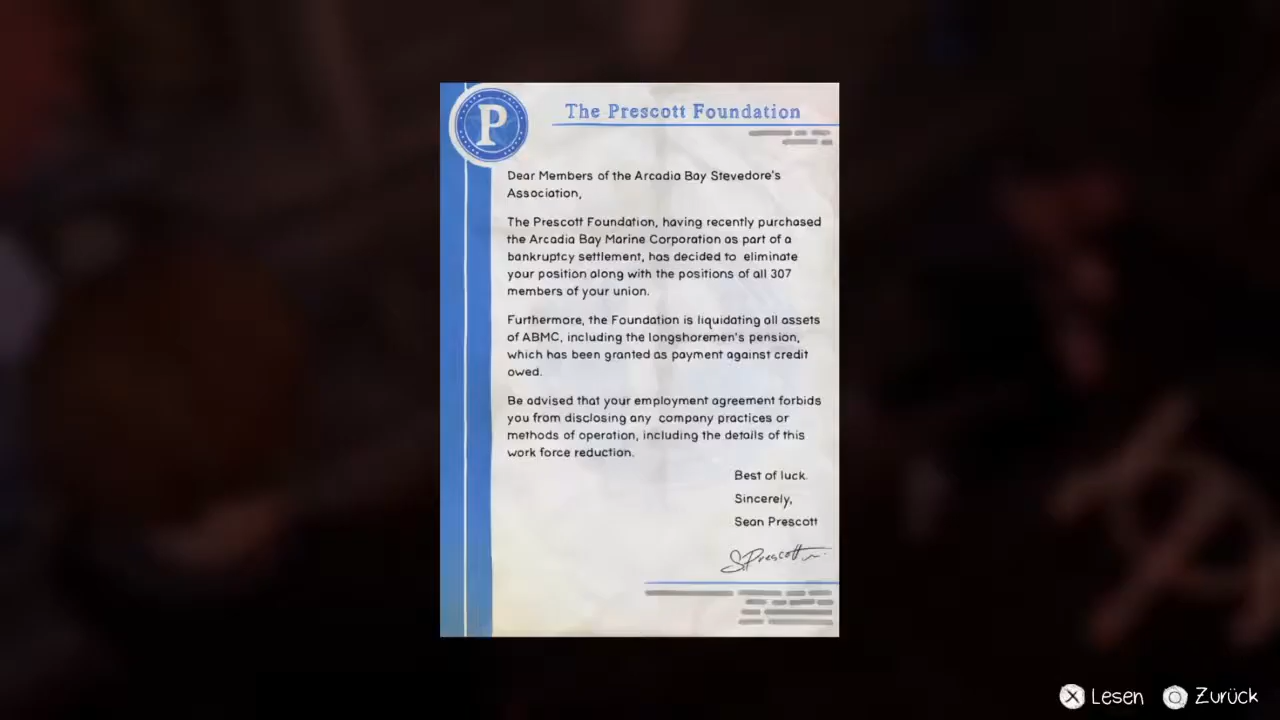 P
The Prescott Foundation
Dear Members of the Arcadia Bay Stevedore's
Association,
The Prescott Foundation, having recently purchased
the Arcadia Bay Marine Corporation as part of a
bankruptcy settlement, has decided to eliminate
your position along with the positions of all 307
members of your union.
Furthermore, the Foundation is liquidating all assets
of ABMC, including the longshoremen's pension,
which has been granted as payment against credit
owed.
Be advised that your employment agreement forbids
you from disclosing any company practices or
methods of operation, including the details of this
work force reduction.
Best of luck.
Sincerely,
Sean Prescott
SPrescott
X Lesen O Zurück